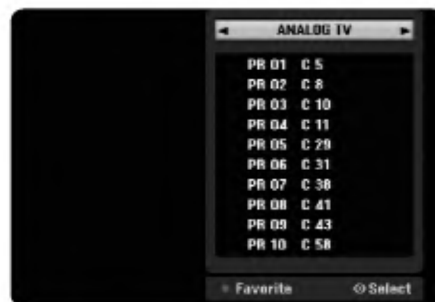 ◄ ANALOG TV ►
PR 01 C 5
PR 02 C 8
PR 03 C 10
PR 04 C 11
PR 05 C 29
PR 06 C 31
PR 07 C 38
PR 08 C 41
PR 09 C 43
PR 10 C 58
Favorite ⊙ Select